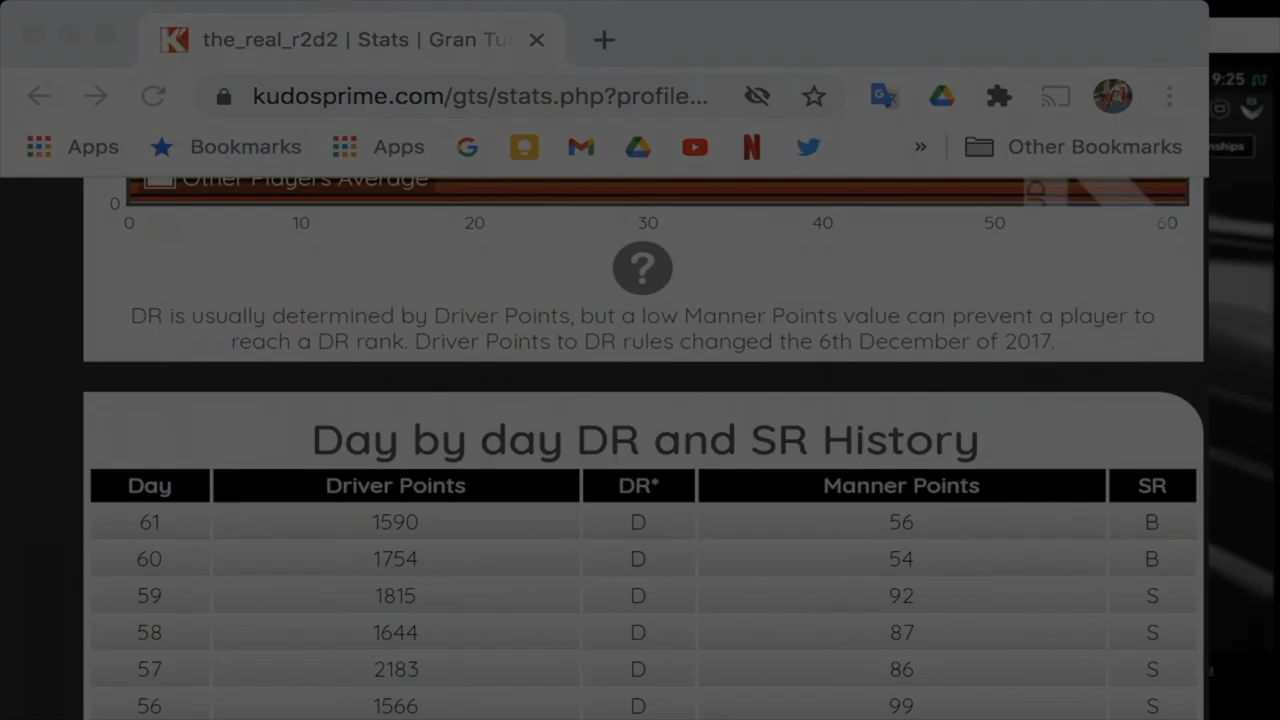 the_real_r2d2 | Stats | Gran Tu
kudosprime.com/gts/stats.php?profile...
9:25
Apps Bookmarks Apps » Other Bookmarks
nships
Other Players Average
0
0 10 20 30 40 50 60
?
DR is usually determined by Driver Points, but a low Manner Points value can prevent a player to
reach a DR rank. Driver Points to DR rules changed the 6th December of 2017.
Day by day DR and SR History
Day Driver Points DR* Manner Points SR
61 1590 D 56 B
60 1754 D 54 B
59 1815 D 92 S
58 1644 D 87 S
57 2183 D 86 S
56 1566 D 99 S